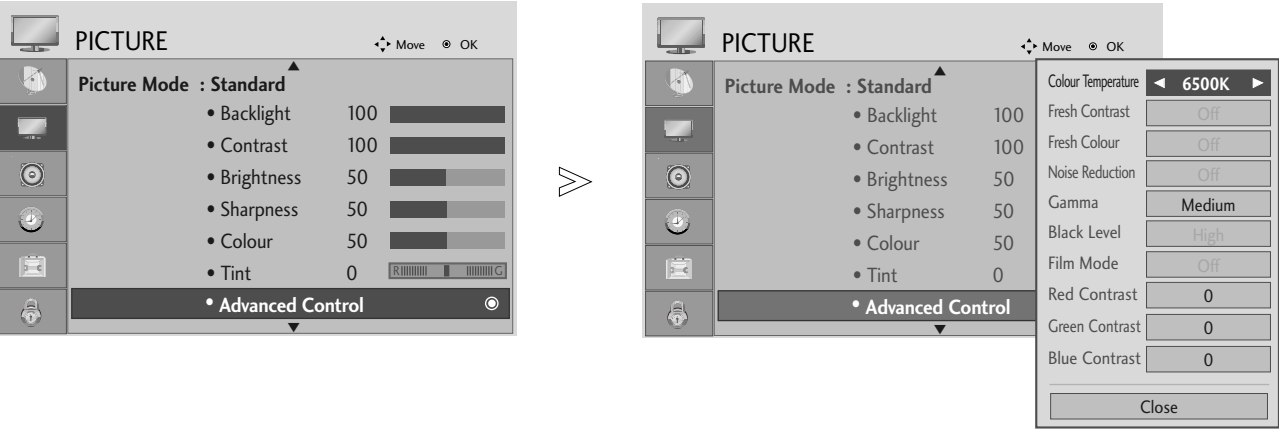 PICTURE
Move OK
Picture Mode : Standard
• Backlight 100
• Contrast 100
• Brightness 50
• Sharpness 50
• Colour 50
• Tint 0 R G
• Advanced Control
PICTURE
Move OK
Picture Mode : Standard
• Backlight 100
• Contrast 100
• Brightness 50
• Sharpness 50
• Colour 50
• Tint 0
• Advanced Control
Colour Temperature 6500K
Fresh Contrast Off
Fresh Colour Off
Noise Reduction Off
Gamma Medium
Black Level High
Film Mode Off
Red Contrast 0
Green Contrast 0
Blue Contrast 0
Close